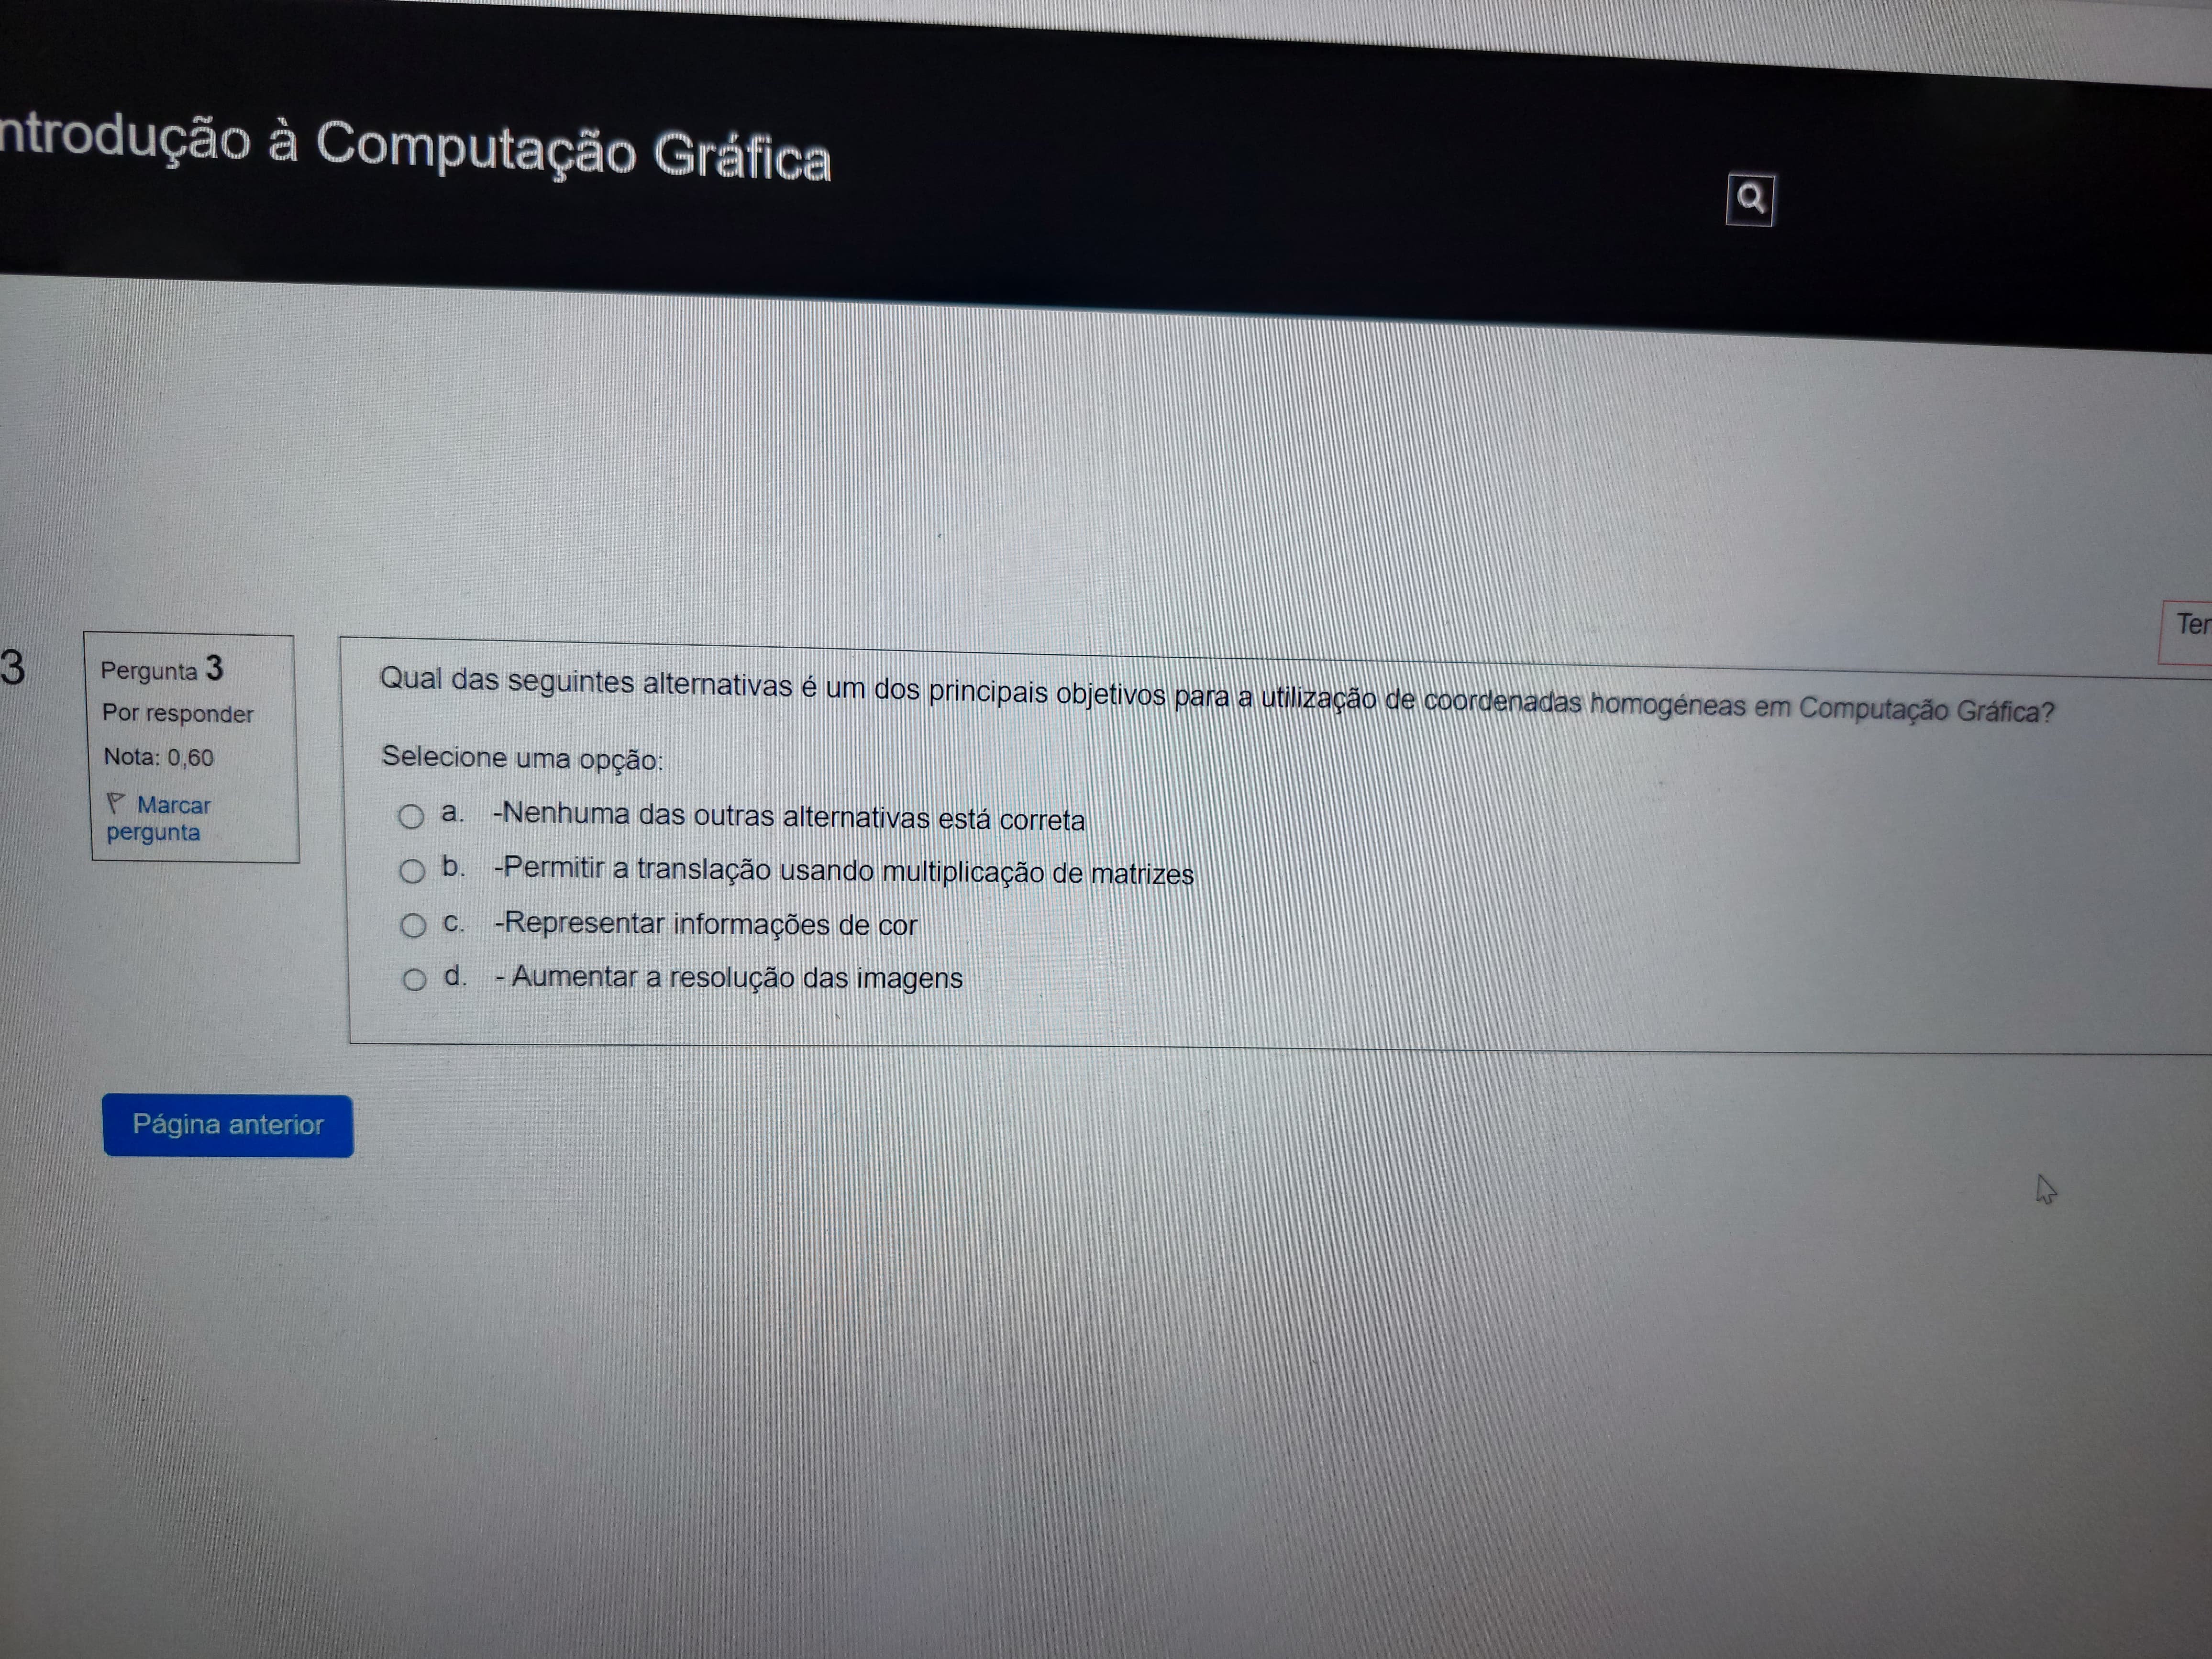 ntrodução à Computação Gráfica
Ter
3
Pergunta 3
Por responder
Nota: 0,60
Marcar
pergunta
Qual das seguintes alternativas é um dos principais objetivos para a utilização de coordenadas homogéneas em Computação Gráfica?
Selecione uma opção:
a. -Nenhuma das outras alternativas está correta
b. -Permitir a translação usando multiplicação de matrizes
c. -Representar informações de cor
d. - Aumentar a resolução das imagens
Página anterior